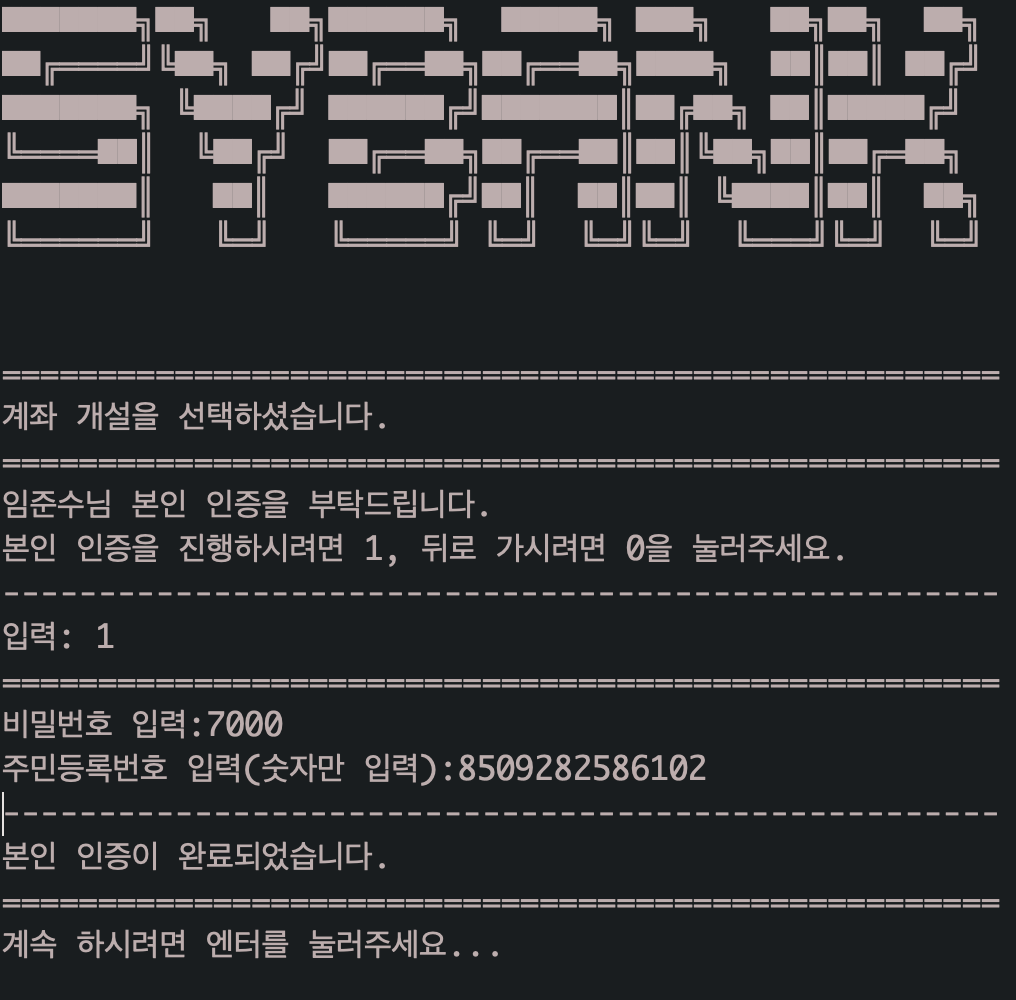 SYBANK
계좌 개설을 선택하셨습니다.
임준수님 본인 인증을 부탁드립니다.
본인 인증을 진행하시려면 1, 뒤로 가시려면 0을 눌러주세요.
입력: 1
비밀번호 입력:7000
주민등록번호 입력(숫자만 입력):8509282586102
본인 인증이 완료되었습니다.
계속 하시려면 엔터를 눌러주세요...